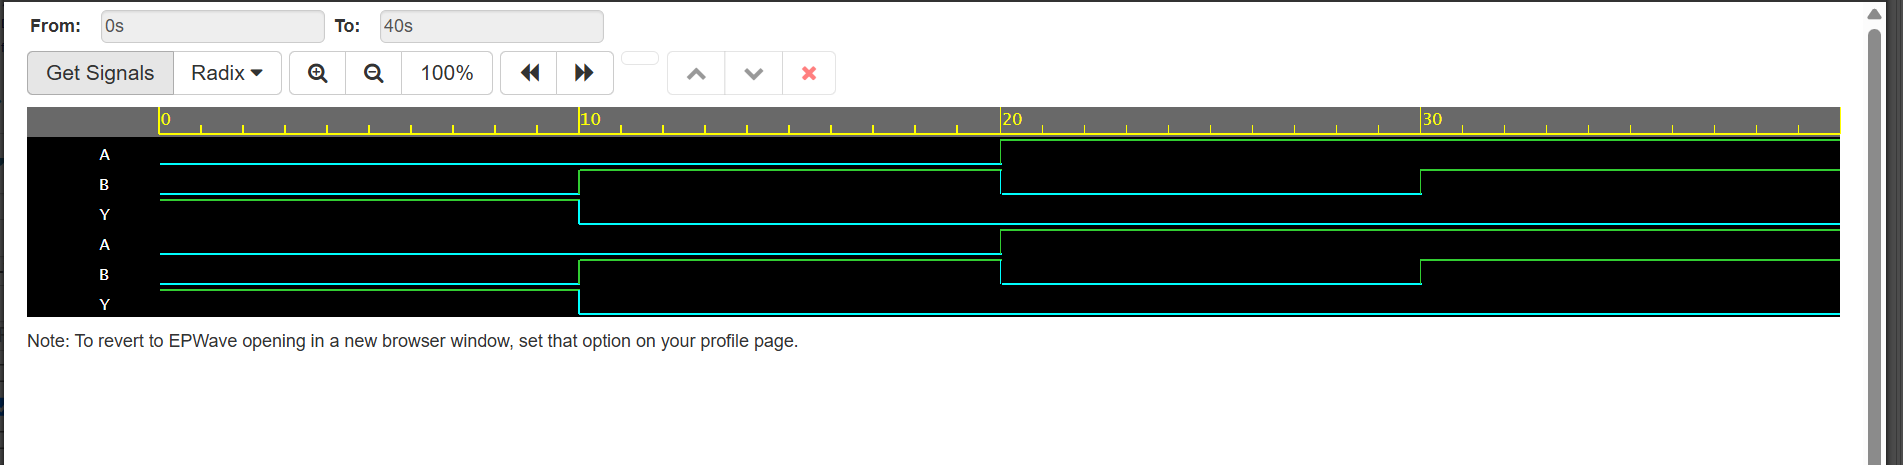 From: 0s To: 40s
Get Signals Radix 100%
0 10 20 30
A
B
Y
A
B
Y
Note: To revert to EPWave opening in a new browser window, set that option on your profile page.